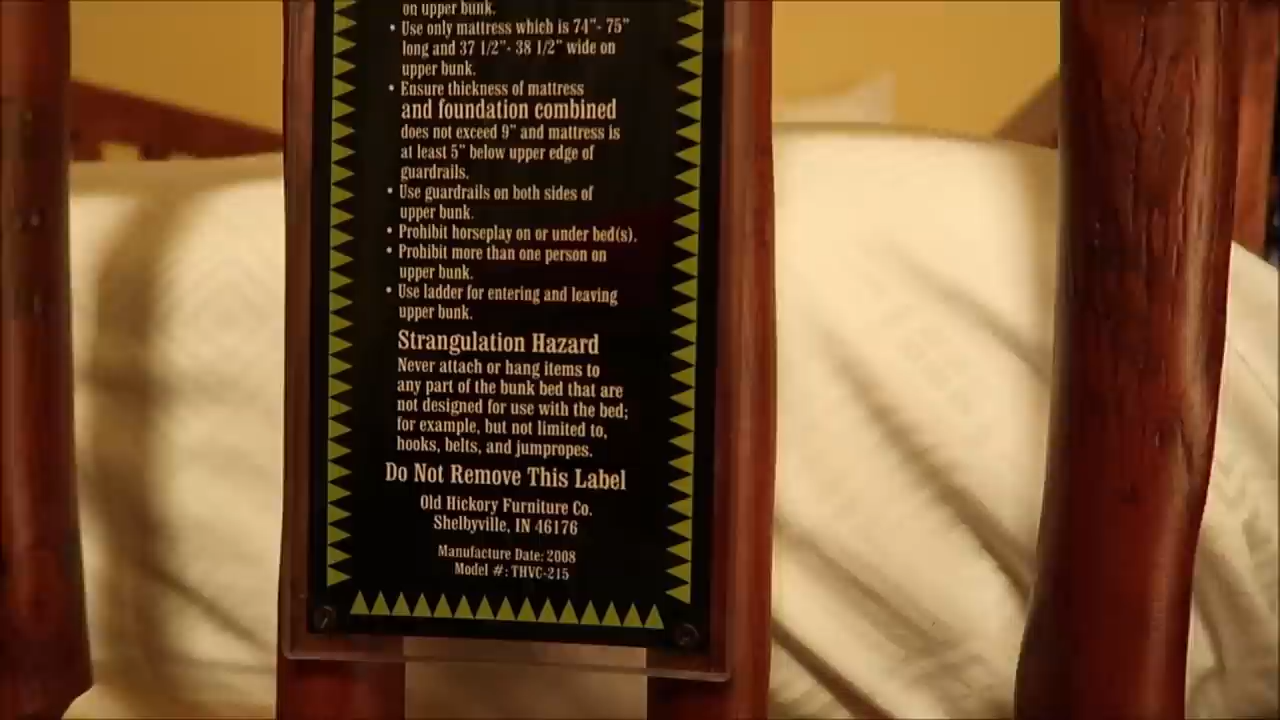 on upper bunk.
• Use only mattress which is 74"- 75"
long and 37 1/2"- 38 1/2" wide on
upper bunk.
• Ensure thickness of mattress
and foundation combined
does not exceed 9" and mattress is
at least 5" below upper edge of
guardrails.
• Use guardrails on both sides of
upper bunk.
• Prohibit horseplay on or under bed(s).
• Prohibit more than one person on
upper bunk.
• Use ladder for entering and leaving
upper bunk.
Strangulation Hazard
Never attach or hang items to
any part of the bunk bed that are
not designed for use with the bed;
for example, but not limited to,
hooks, belts, and jumpropes.
Do Not Remove This Label
Old Hickory Furniture Co.
Shelbyville, IN 46176
Manufacture Date: 2008
Model #: THVC-215